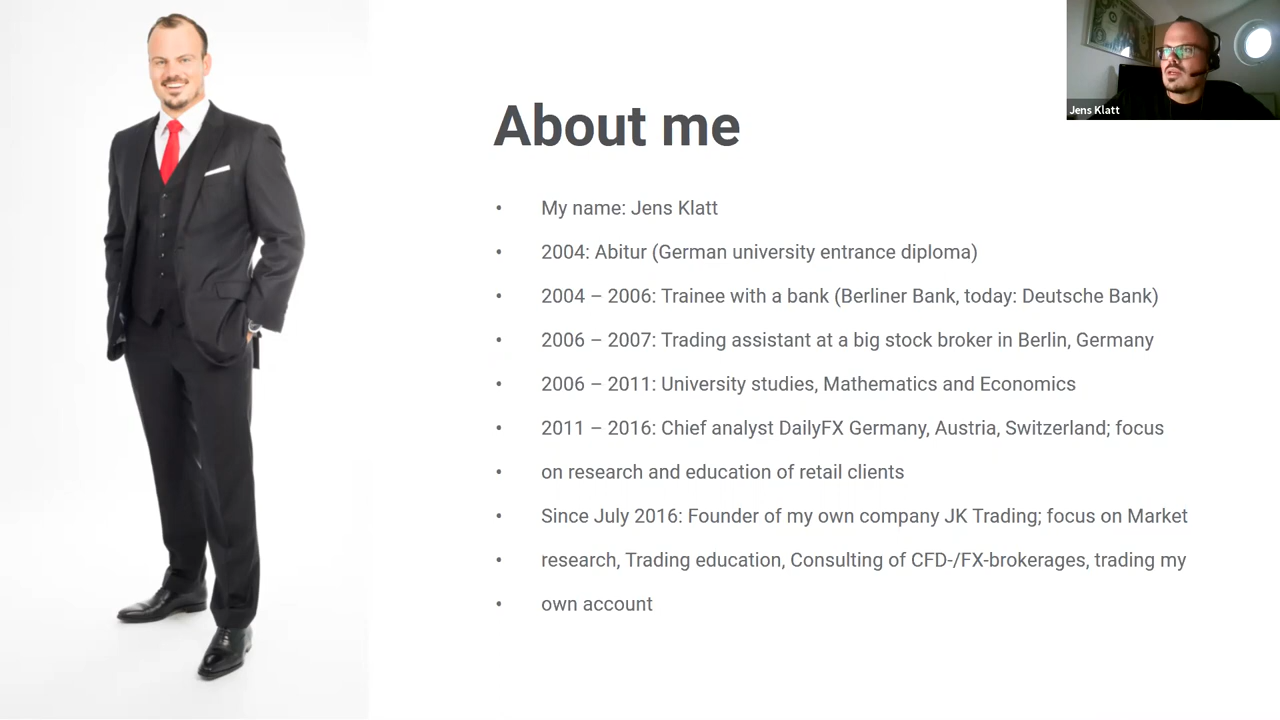 Jens Klatt
About me
• My name: Jens Klatt
• 2004: Abitur (German university entrance diploma)
• 2004 – 2006: Trainee with a bank (Berliner Bank, today: Deutsche Bank)
• 2006 – 2007: Trading assistant at a big stock broker in Berlin, Germany
• 2006 – 2011: University studies, Mathematics and Economics
• 2011 – 2016: Chief analyst DailyFX Germany, Austria, Switzerland; focus
• on research and education of retail clients
• Since July 2016: Founder of my own company JK Trading; focus on Market
• research, Trading education, Consulting of CFD-/FX-brokerages, trading my
• own account